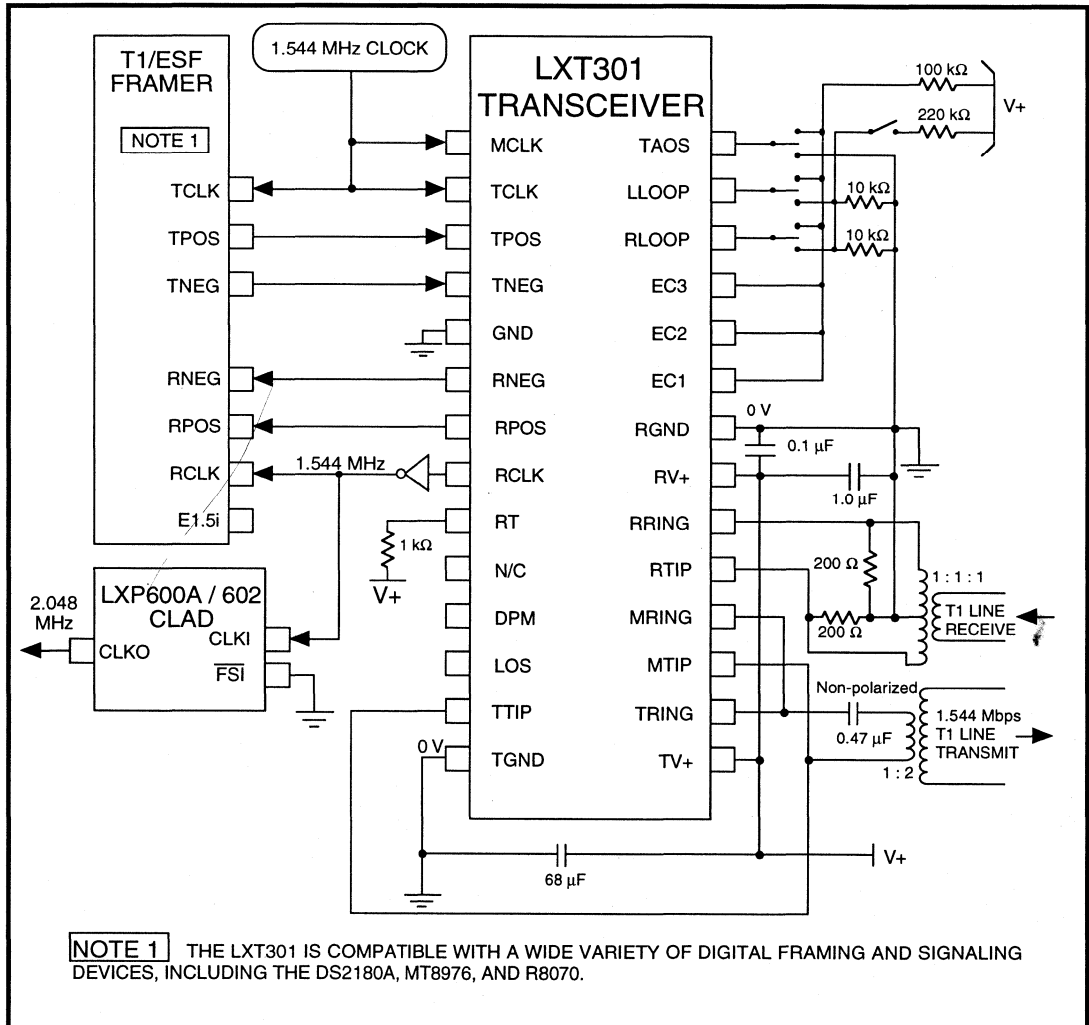 1.544 MHz CLOCK
T1/ESF
FRAMER
NOTE 1
TCLK
TPOS
TNEG
RNEG
RPOS
RCLK
E1.5i
1.544 MHz
LXP600A / 602
CLAD
2.048
MHz
CLKO
CLKI
FSI
LXT301
TRANSCEIVER
MCLK
TCLK
TPOS
TNEG
GND
RNEG
RPOS
RCLK
RT
N/C
DPM
LOS
TTIP
TGND
TAOS
LLOOP
RLOOP
EC3
EC2
EC1
RGND
RV+
RRING
RTIP
MRING
MTIP
TRING
TV+
1 kΩ
V+
0 V
68 µF
100 kΩ
220 kΩ
V+
10 kΩ
10 kΩ
0 V
0.1 µF
1.0 µF
200 Ω
200 Ω
1 : 1 : 1
T1 LINE
RECEIVE
Non-polarized
0.47 µF
1.544 Mbps
T1 LINE
TRANSMIT
1 : 2
V+
NOTE 1 THE LXT301 IS COMPATIBLE WITH A WIDE VARIETY OF DIGITAL FRAMING AND SIGNALING
DEVICES, INCLUDING THE DS2180A, MT8976, AND R8070.